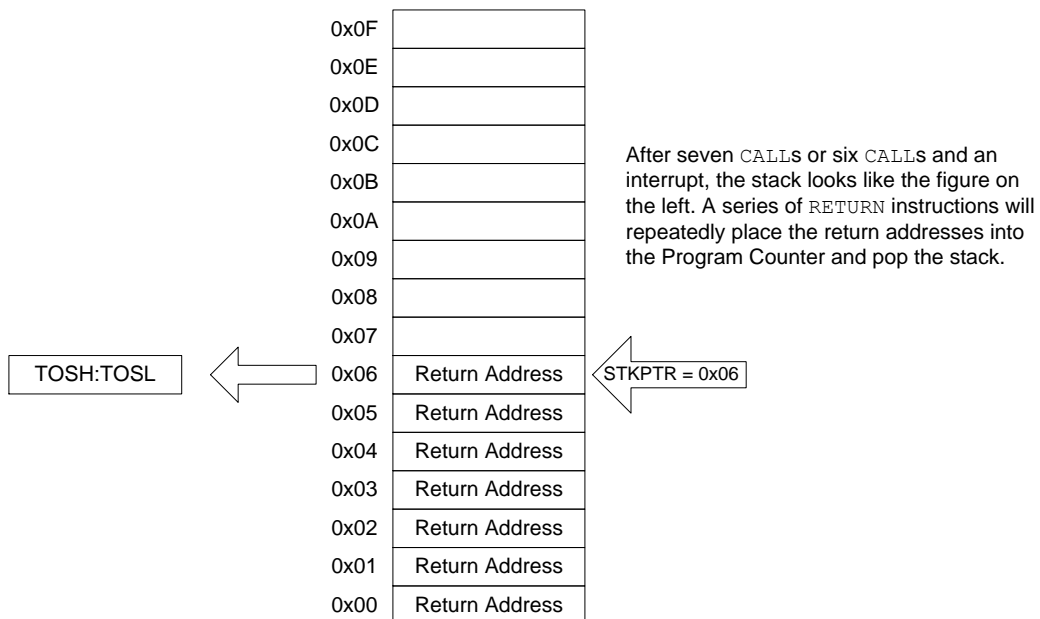 0x0F
0x0E
0x0D
0x0C
0x0B
0x0A
0x09
0x08
0x07
After seven CALLs or six CALLs and an
interrupt, the stack looks like the figure on
the left. A series of RETURN instructions will
repeatedly place the return addresses into
the Program Counter and pop the stack.
TOSH:TOSL 0x06 Return Address STKPTR = 0x06
0x05 Return Address
0x04 Return Address
0x03 Return Address
0x02 Return Address
0x01 Return Address
0x00 Return Address